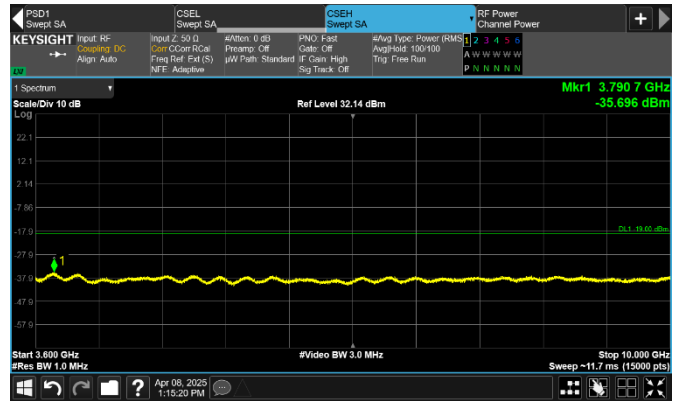 PSD1
Swept SA
CSEL
Swept SA
CSEH
Swept SA
RF Power
Channel Power
KEYSIGHT
Input: RF
Coupling: DC
Align: Auto
Input Z: 50 Ω
Corr CCorr RCal
Freq Ref: Ext (S)
NFE: Adaptive
#Atten: 0 dB
Preamp: Off
µW Path: Standard
PNO: Fast
Gate: Off
IF Gain: High
Sig Track: Off
#Avg Type: Power (RMS
Avg|Hold: 100/100
Trig: Free Run
1 2 3 4 5 6
A W W W W W
P N N N N N
1 Spectrum
Scale/Div 10 dB
Log
Ref Level 32.14 dBm
Mkr1 3.790 7 GHz
-35.696 dBm
22.1
12.1
2.14
-7.86
-17.9
DL1 -19.00 dBm
-27.9
1
-37.9
-47.9
-57.9
Start 3.600 GHz
#Res BW 1.0 MHz
#Video BW 3.0 MHz
Stop 10.000 GHz
Sweep ~11.7 ms (15000 pts)
?
Apr 08, 2025
1:15:20 PM